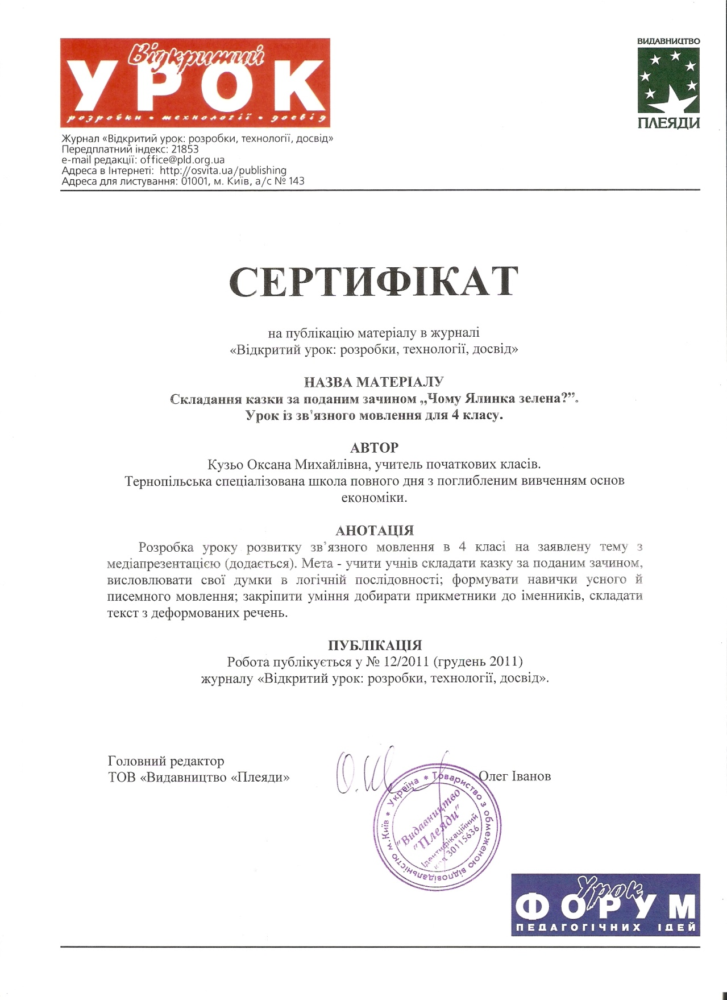 Відкритий
УРОК
розробки • технології • досвід
ВИДАВНИЦТВО
ПЛЕЯДИ
Журнал «Відкритий урок: розробки, технології, досвід»
Передплатний індекс: 21853
e-mail редакції: office@pld.org.ua
Адреса в Інтернеті: http://osvita.ua/publishing
Адреса для листування: 01001, м. Київ, а/с № 143
СЕРТИФІКАТ
на публікацію матеріалу в журналі
«Відкритий урок: розробки, технології, досвід»
НАЗВА МАТЕРІАЛУ
Складання казки за поданим зачином „Чому Ялинка зелена?”.
Урок із зв'язного мовлення для 4 класу.
АВТОР
Кузьо Оксана Михайлівна, учитель початкових класів.
Тернопільська спеціалізована школа повного дня з поглибленим вивченням основ
економіки.
АНОТАЦІЯ
Розробка уроку розвитку зв’язного мовлення в 4 класі на заявлену тему з
медіапрезентацією (додається). Мета - учити учнів складати казку за поданим зачином,
висловлювати свої думки в логічній послідовності; формувати навички усного й
писемного мовлення; закріпити уміння добирати прикметники до іменників, складати
текст з деформованих речень.
ПУБЛІКАЦІЯ
Робота публікується у № 12/2011 (грудень 2011)
журналу «Відкритий урок: розробки, технології, досвід».
Головний редактор
ТОВ «Видавництво «Плеяди»
Олег Іванов
Україна * Товариство з обмеженою відповідальністю м.Київ *
"Видавництво
"Плеяди"
Ідентифікаційний
код 30115636
Урок
ФОРУМ
ПЕДАГОГІЧНИХ ІДЕЙ